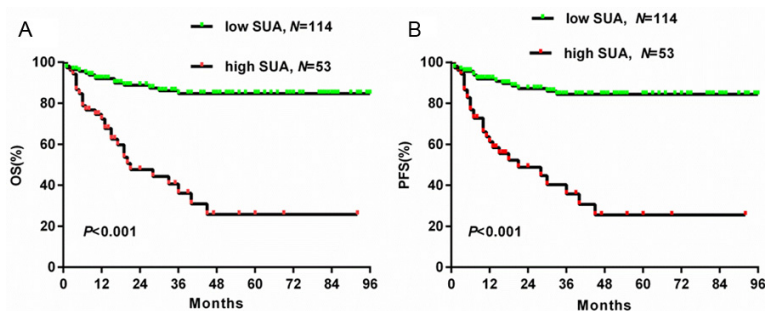 A
low SUA, N=114
high SUA, N=53
OS(%)
100
80
60
40
20
0
P<0.001
0 12 24 36 48 60 72 84 96
Months
B
low SUA, N=114
high SUA, N=53
PFS(%)
100
80
60
40
20
0
P<0.001
0 12 24 36 48 60 72 84 96
Months